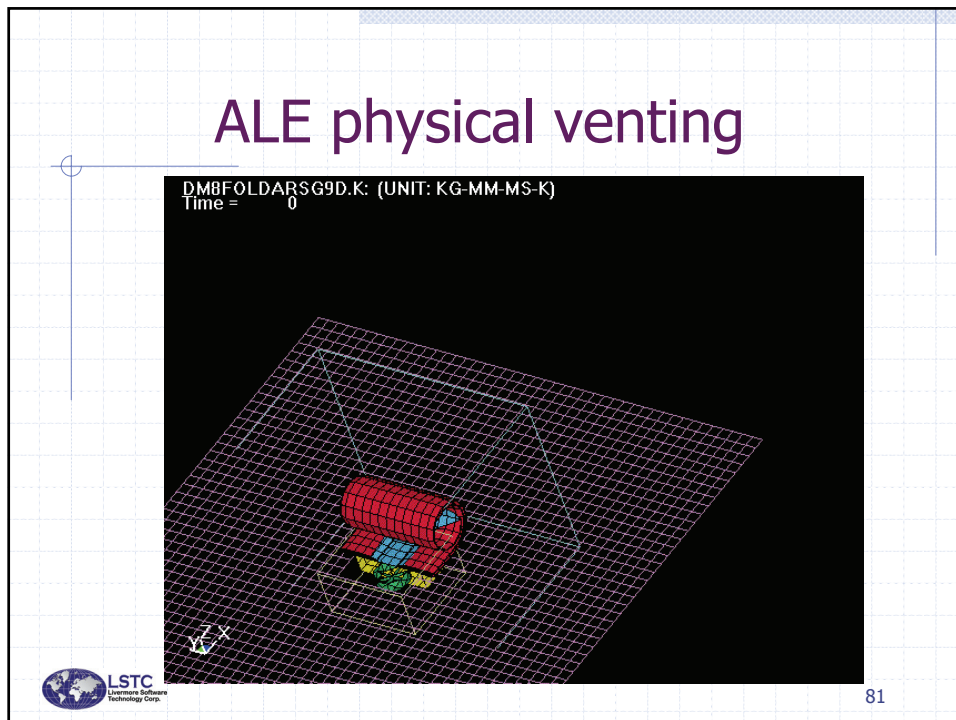 ALE physical venting
DM8FOLDARSG9D.K: (UNIT: KG-MM-MS-K)
Time = 0
Z X
Y
LSTC
Livermore Software
Technology Corp.
81